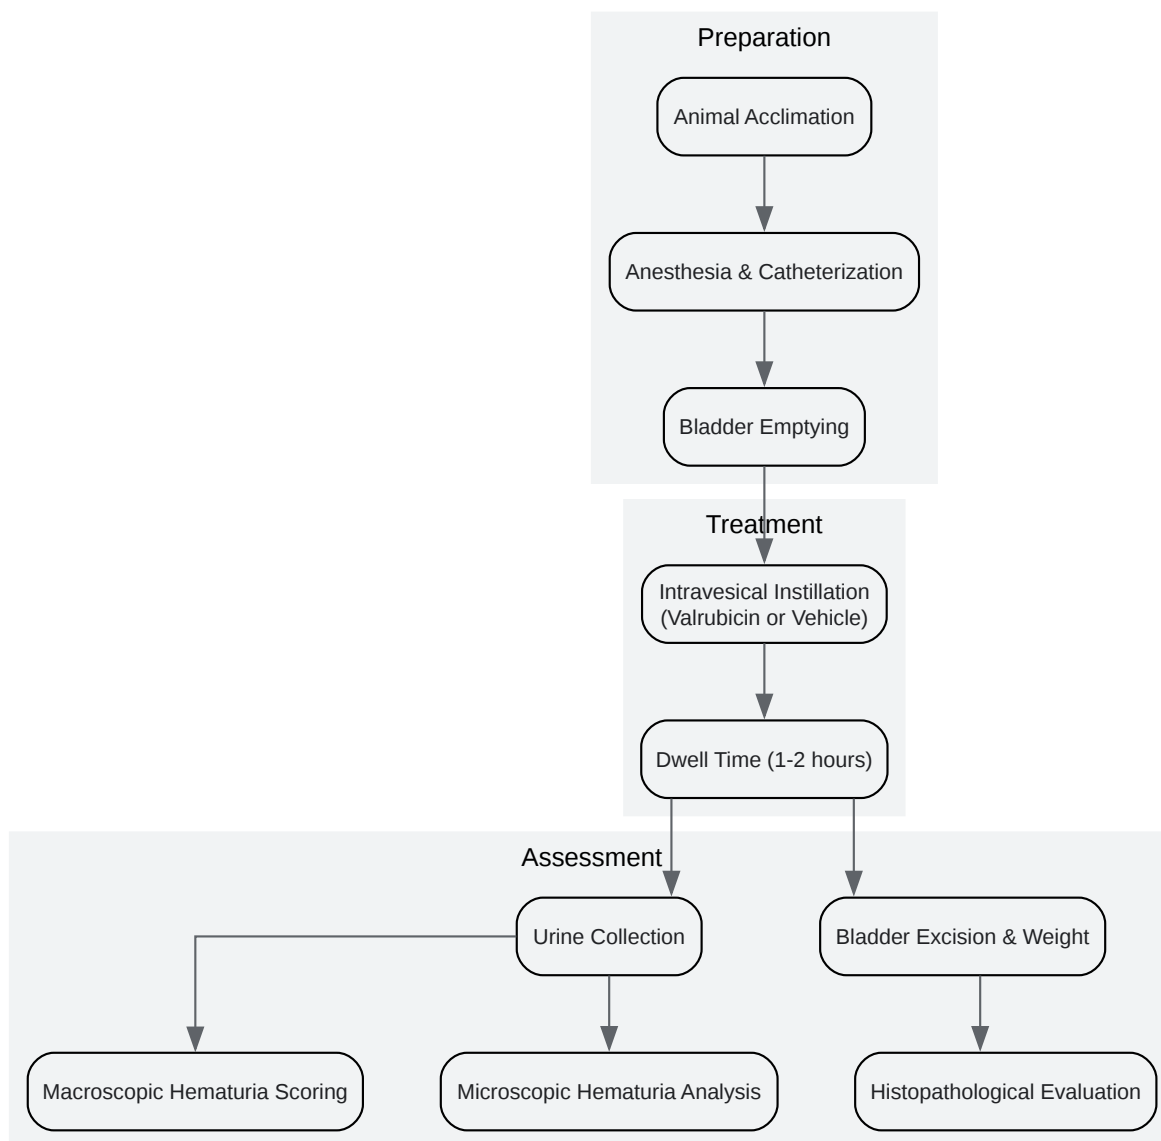 Preparation
Animal Acclimation
Anesthesia & Catheterization
Bladder Emptying
Treatment
Intravesical Instillation
(Valrubicin or Vehicle)
Dwell Time (1-2 hours)
Assessment
Urine Collection
Bladder Excision & Weight
Macroscopic Hematuria Scoring
Microscopic Hematuria Analysis
Histopathological Evaluation